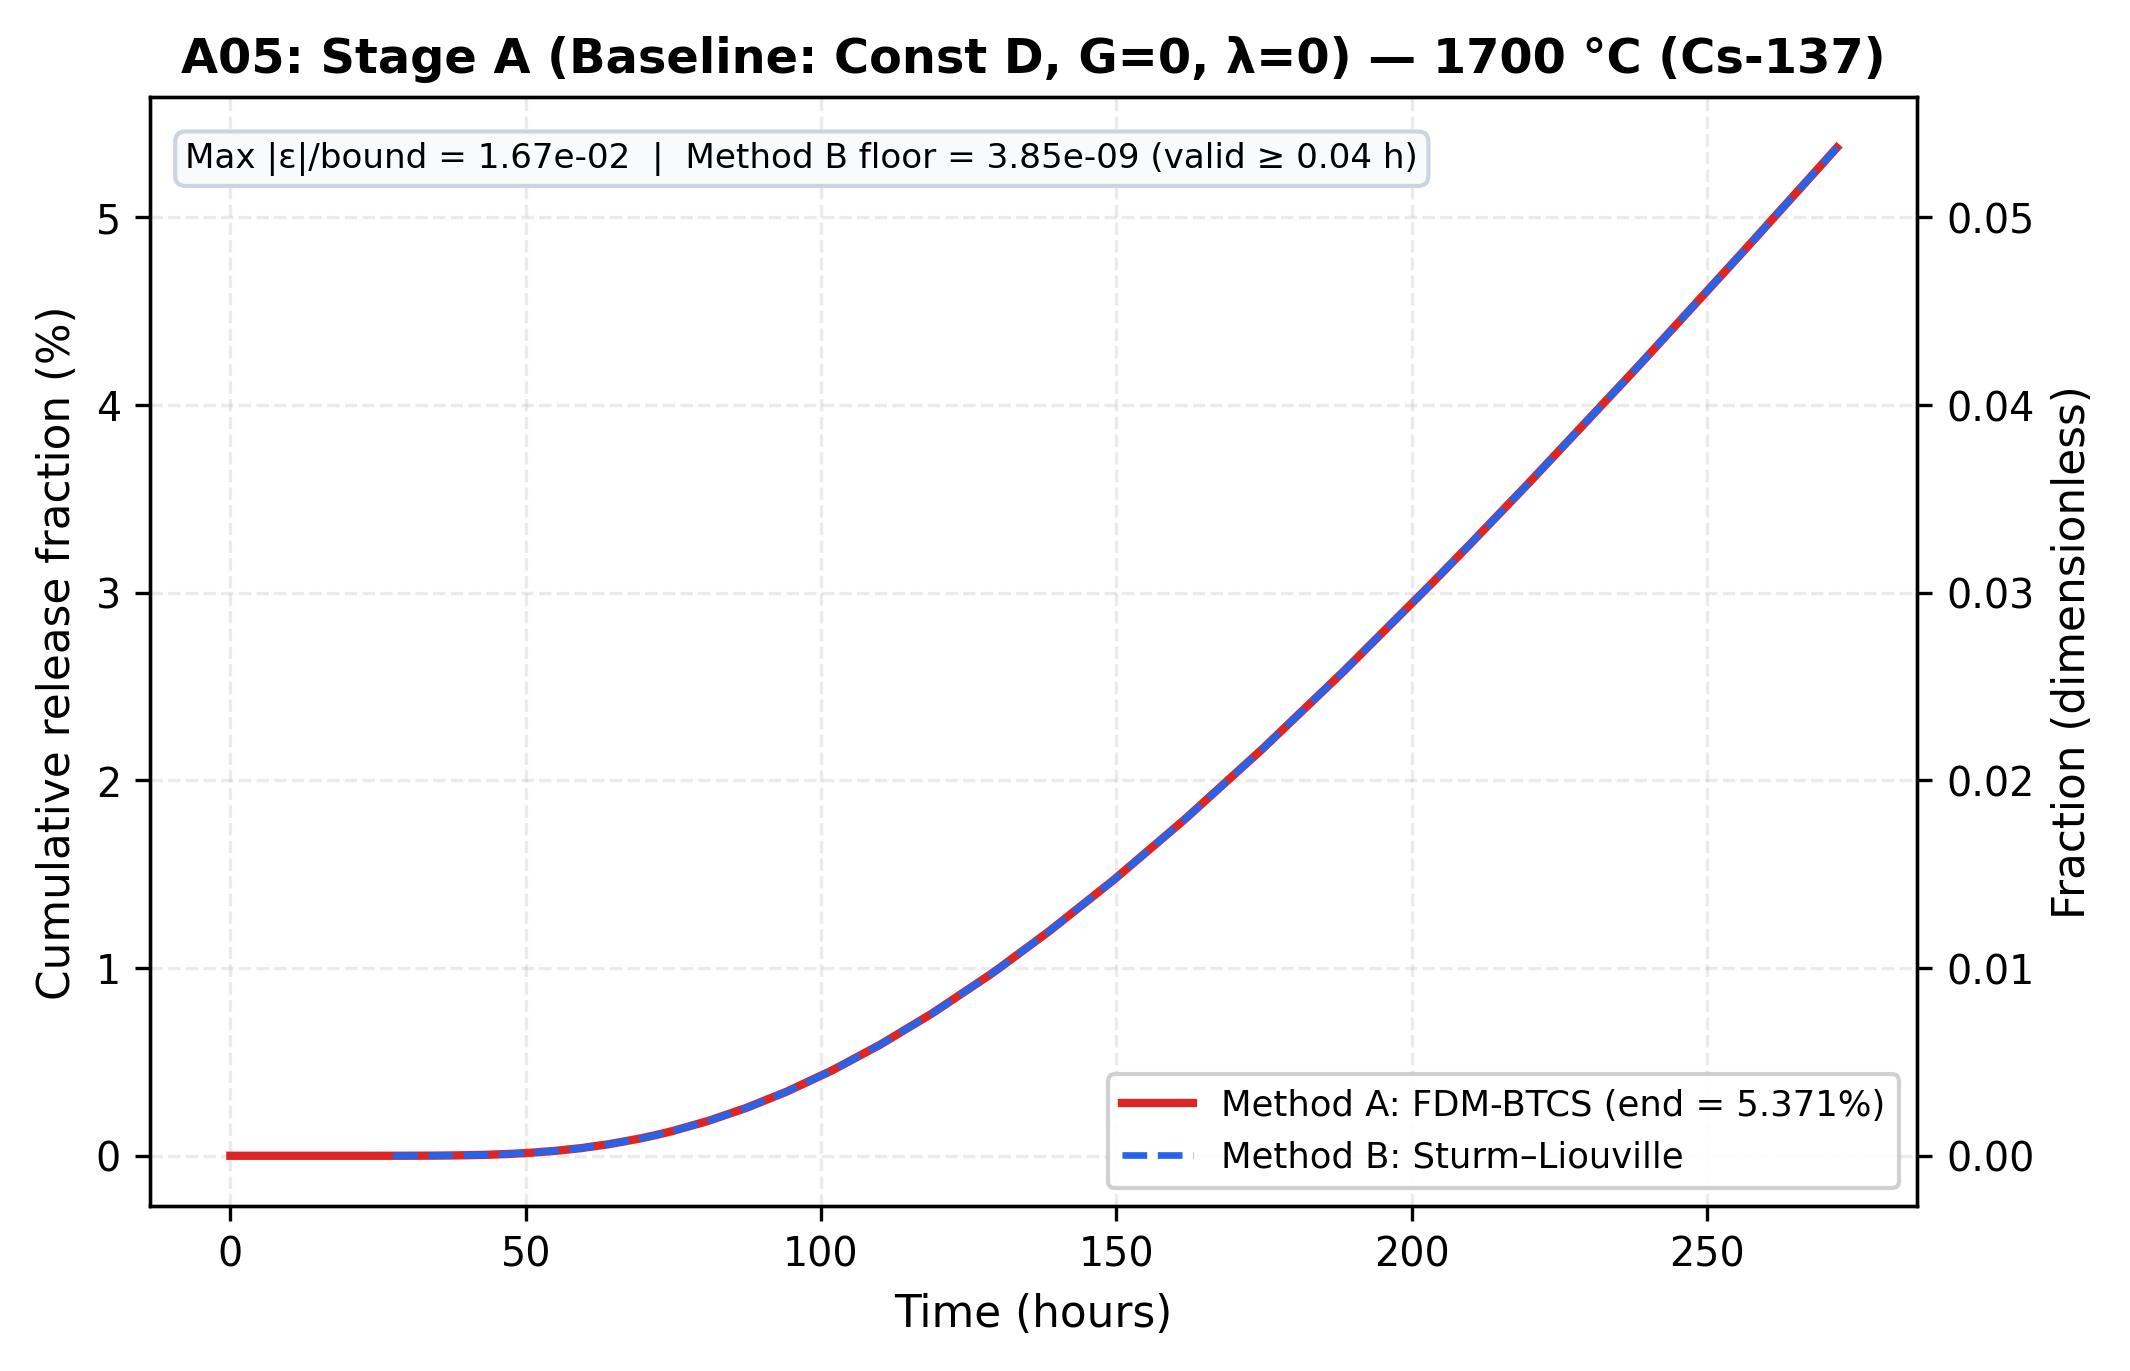 A05: Stage A (Baseline: Const D, G=0, λ=0) — 1700 °C (Cs-137)
Max |ε|/bound = 1.67e-02 | Method B floor = 3.85e-09 (valid ≥ 0.04 h)
Cumulative release fraction (%)
5
4
3
2
1
0
0.05
0.04
0.03
0.02
0.01
0.00
Fraction (dimensionless)
Method A: FDM-BTCS (end = 5.371%)
Method B: Sturm–Liouville
0
50
100
150
200
250
Time (hours)